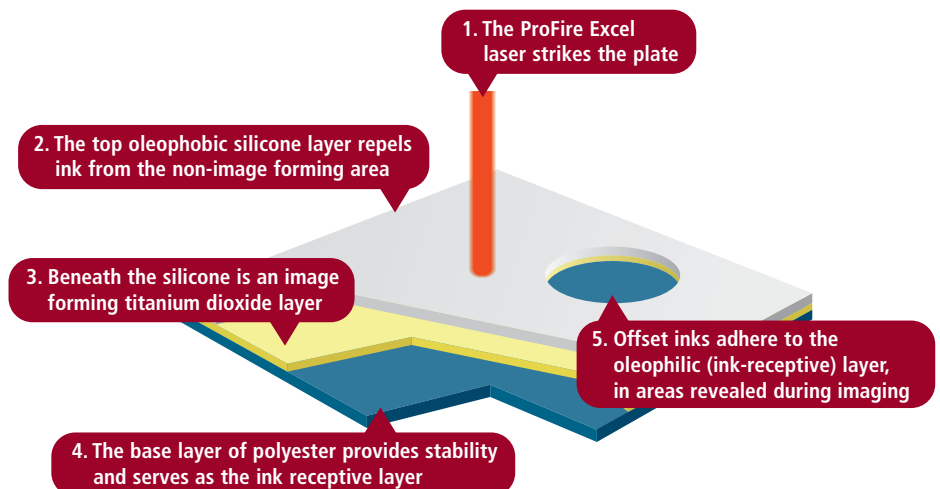 1. The ProFire Excel
laser strikes the plate
2. The top oleophobic silicone layer repels
ink from the non-image forming area
3. Beneath the silicone is an image
forming titanium dioxide layer
5. Offset inks adhere to the
oleophilic (ink-receptive) layer,
in areas revealed during imaging
4. The base layer of polyester provides stability
and serves as the ink receptive layer